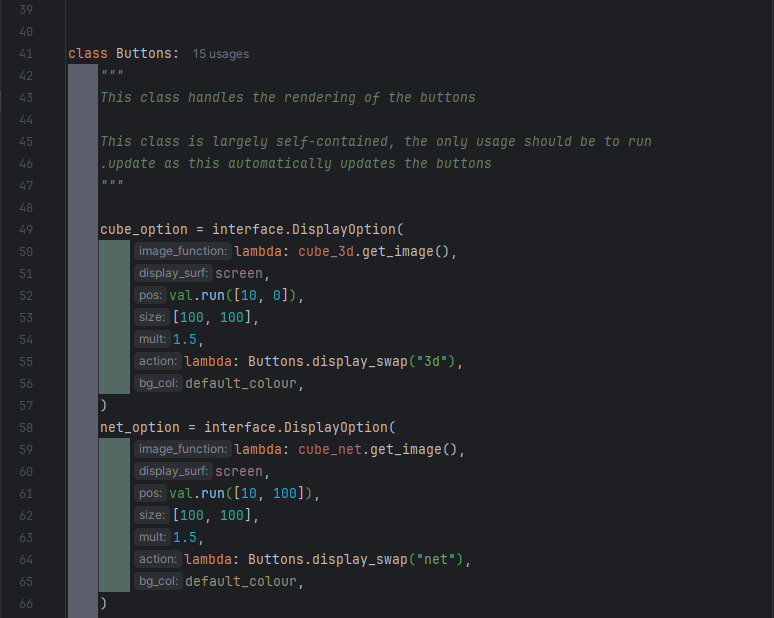 39
40
41 class Buttons: 15 usages
42 """
43 This class handles the rendering of the buttons
44
45 This class is largely self-contained, the only usage should be to run
46 .update as this automatically updates the buttons
47 """
48
49 cube_option = interface.DisplayOption(
50 image_function: lambda: cube_3d.get_image(),
51 display_surf: screen,
52 pos: val.run([10, 0]),
53 size: [100, 100],
54 mult: 1.5,
55 action: lambda: Buttons.display_swap("3d"),
56 bg_col: default_colour,
57 )
58 net_option = interface.DisplayOption(
59 image_function: lambda: cube_net.get_image(),
60 display_surf: screen,
61 pos: val.run([10, 100]),
62 size: [100, 100],
63 mult: 1.5,
64 action: lambda: Buttons.display_swap("net"),
65 bg_col: default_colour,
66 )